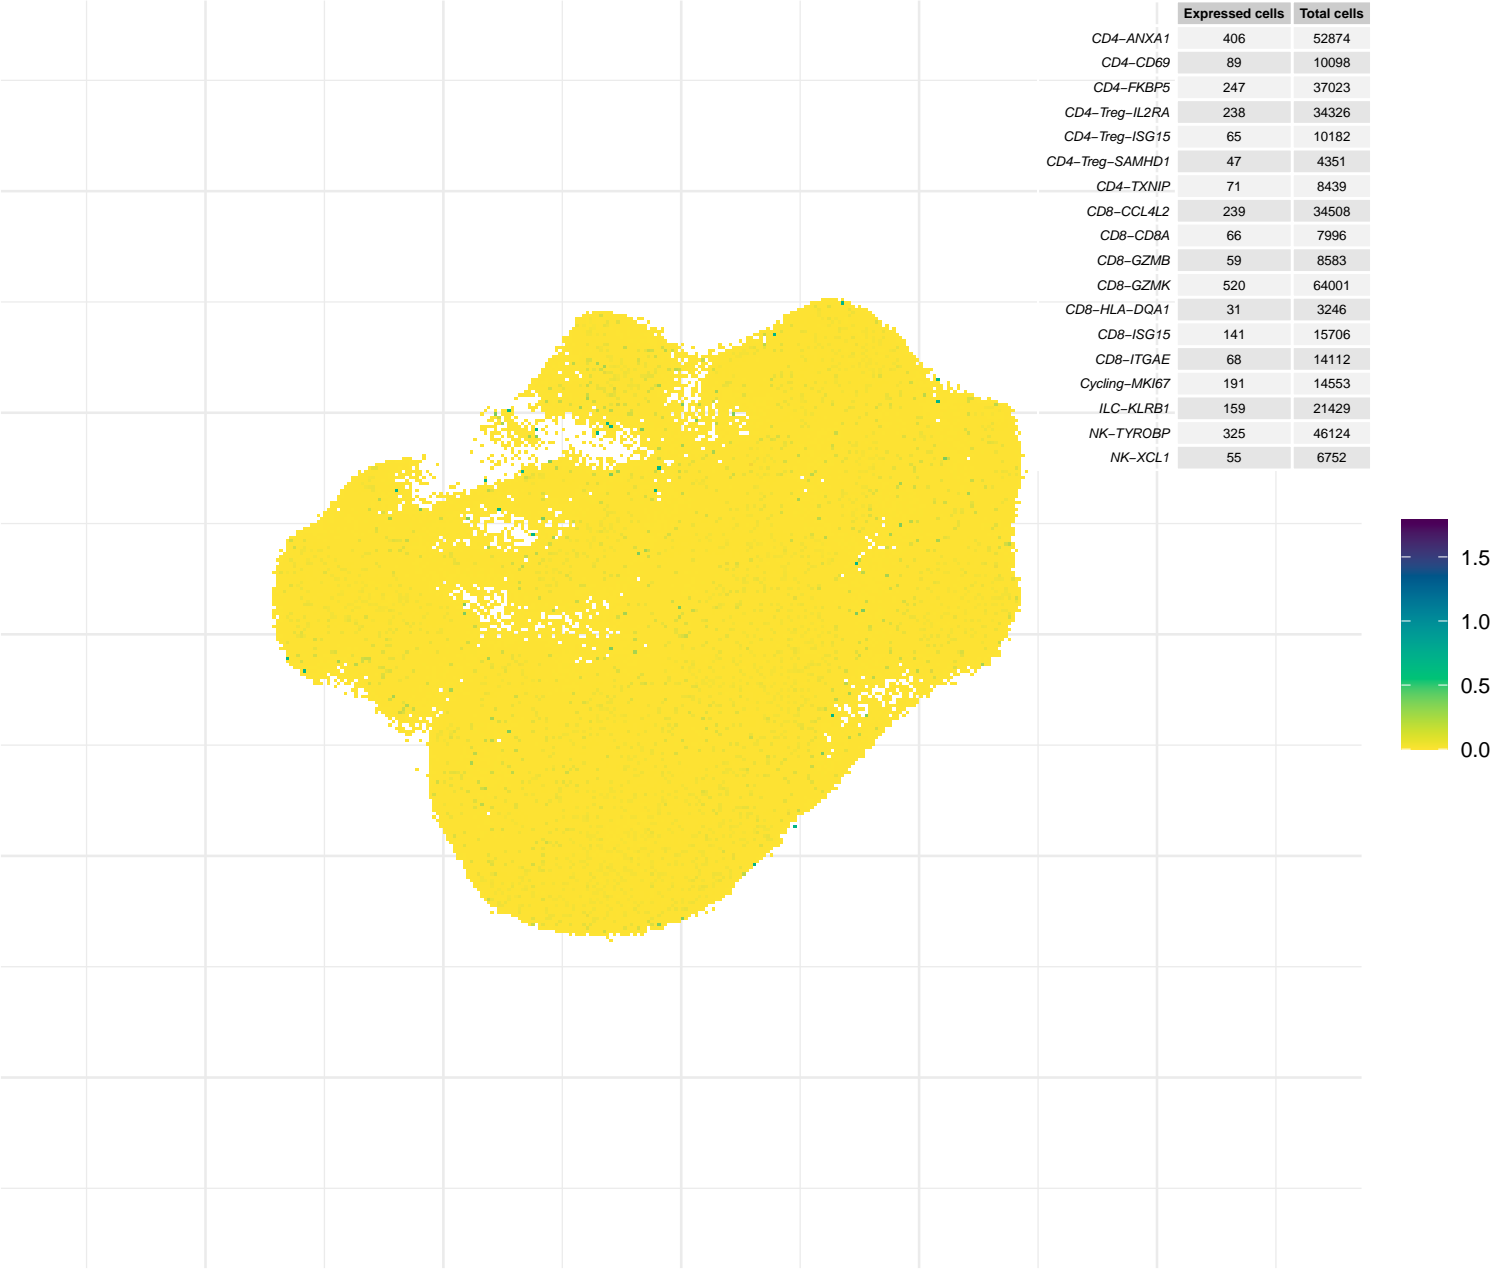 Expressed cells Total cells
CD4−ANXA1 406 52874
CD4−CD69 89 10098
CD4−FKBP5 247 37023
CD4−Treg−IL2RA 238 34326
CD4−Treg−ISG15 65 10182
CD4−Treg−SAMHD1 47 4351
CD4−TXNIP 71 8439
CD8−CCL4L2 239 34508
CD8−CD8A 66 7996
CD8−GZMB 59 8583
CD8−GZMK 520 64001
CD8−HLA−DQA1 31 3246
CD8−ISG15 141 15706
CD8−ITGAE 68 14112
Cycling−MKI67 191 14553
ILC−KLRB1 159 21429
NK−TYROBP 325 46124
NK−XCL1 55 6752
1.5
1.0
0.5
0.0